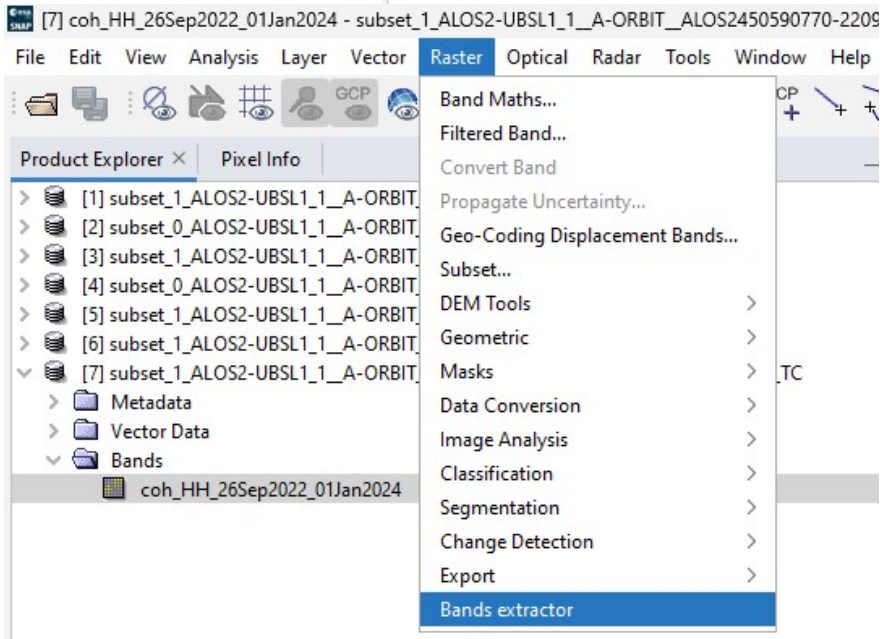 [7] coh_HH_26Sep2022_01Jan2024 - subset_1_ALOS2-UBSL1_1__A-ORBIT__ALOS2450590770-2209
File Edit View Analysis Layer Vector Raster Optical Radar Tools Window Help
GCP
CP
Product Explorer × Pixel Info
[1] subset_1_ALOS2-UBSL1_1__A-ORBIT_
[2] subset_0_ALOS2-UBSL1_1__A-ORBIT_
[3] subset_1_ALOS2-UBSL1_1__A-ORBIT_
[4] subset_0_ALOS2-UBSL1_1__A-ORBIT_
[5] subset_1_ALOS2-UBSL1_1__A-ORBIT_
[6] subset_1_ALOS2-UBSL1_1__A-ORBIT_
[7] subset_1_ALOS2-UBSL1_1__A-ORBIT_ _TC
Metadata
Vector Data
Bands
coh_HH_26Sep2022_01Jan2024
Band Maths...
Filtered Band...
Convert Band
Propagate Uncertainty...
Geo-Coding Displacement Bands...
Subset...
DEM Tools
Geometric
Masks
Data Conversion
Image Analysis
Classification
Segmentation
Change Detection
Export
Bands extractor